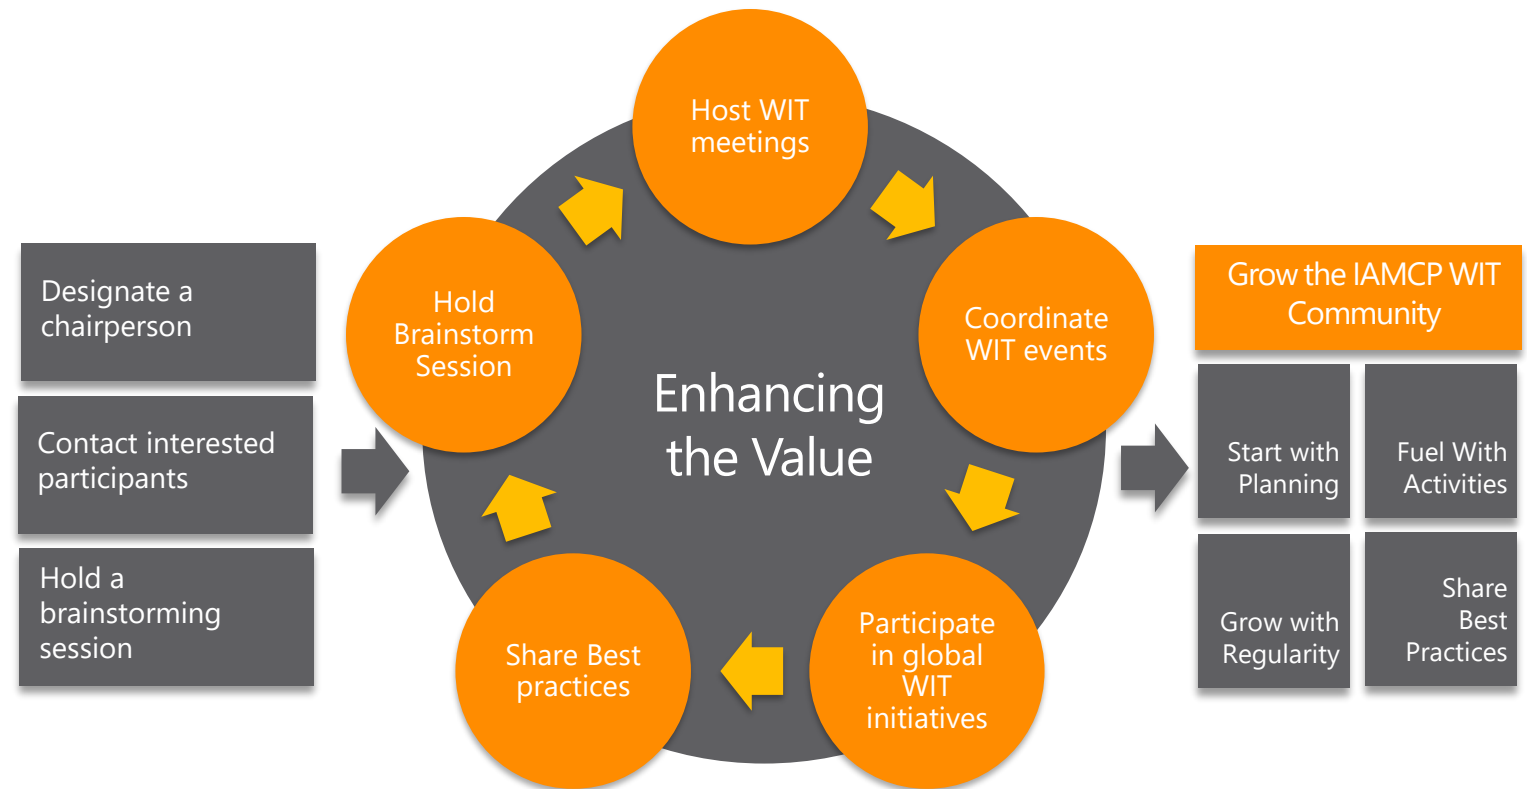 Designate a
chairperson
Contact interested
participants
Hold a
brainstorming
session
Host WIT
meetings
Hold
Brainstorm
Session
Coordinate
WIT events
Enhancing
the Value
Share Best
practices
Participate
in global
WIT
initiatives
Grow the IAMCP WIT
Community
Start with
Planning
Fuel With
Activities
Grow with
Regularity
Share
Best
Practices